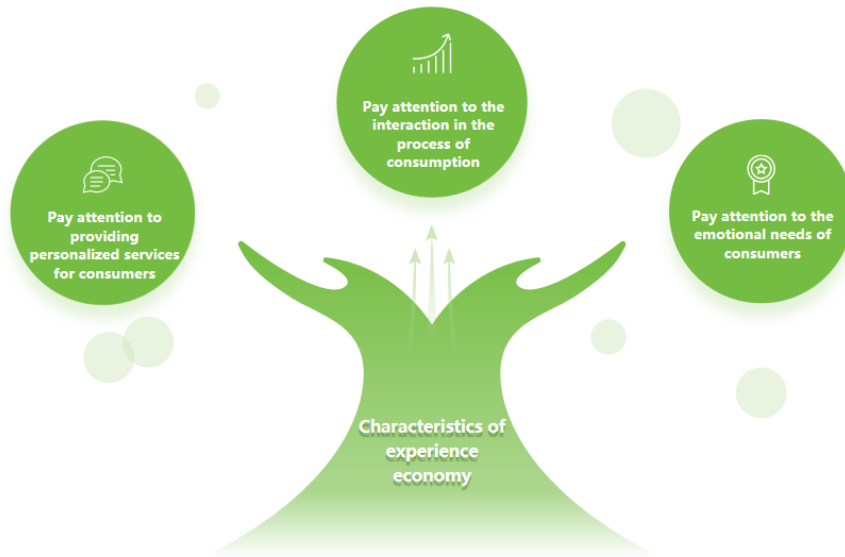 Pay attention to the
interaction in the
process of
consumption
Pay attention to
providing
personalized services
for consumers
Pay attention to the
emotional needs of
consumers
Characteristics of
experience
economy